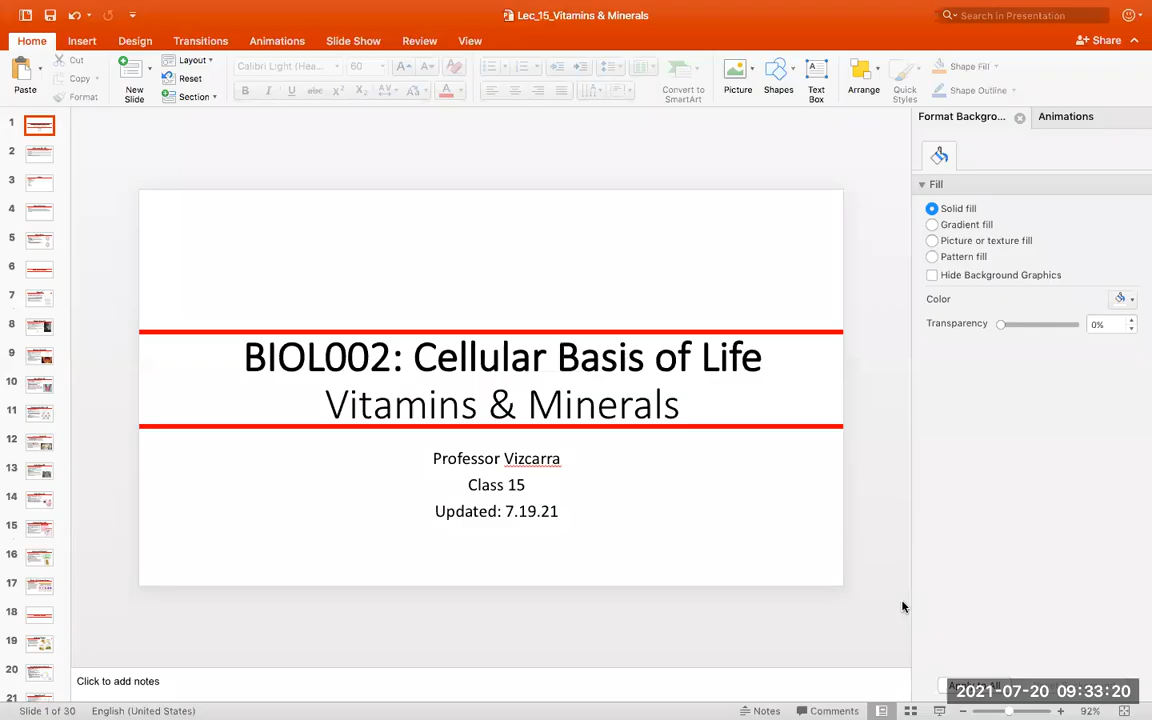 Lec_15_Vitamins & Minerals
Search in Presentation
Home Insert Design Transitions Animations Slide Show Review View
Share
Paste
Cut
Copy
Format
New Slide
Layout
Reset
Section
Calibri Light (Hea... 60
B I U abc X² X₂ AV Aa A
Convert to SmartArt
Picture
Shapes
Text Box
Arrange
Quick Styles
Shape Fill
Shape Outline
1
2
3
4
5
6
7
8
9
10
11
12
13
14
15
16
17
18
19
20
21
BIOL002: Cellular Basis of Life
Vitamins & Minerals
Professor Vizcarra
Class 15
Updated: 7.19.21
Format Backgro... Animations
Fill
Solid fill
Gradient fill
Picture or texture fill
Pattern fill
Hide Background Graphics
Color
Transparency 0%
Click to add notes
2021-07-20 09:33:20
Slide 1 of 30 English (United States) Notes Comments 92%